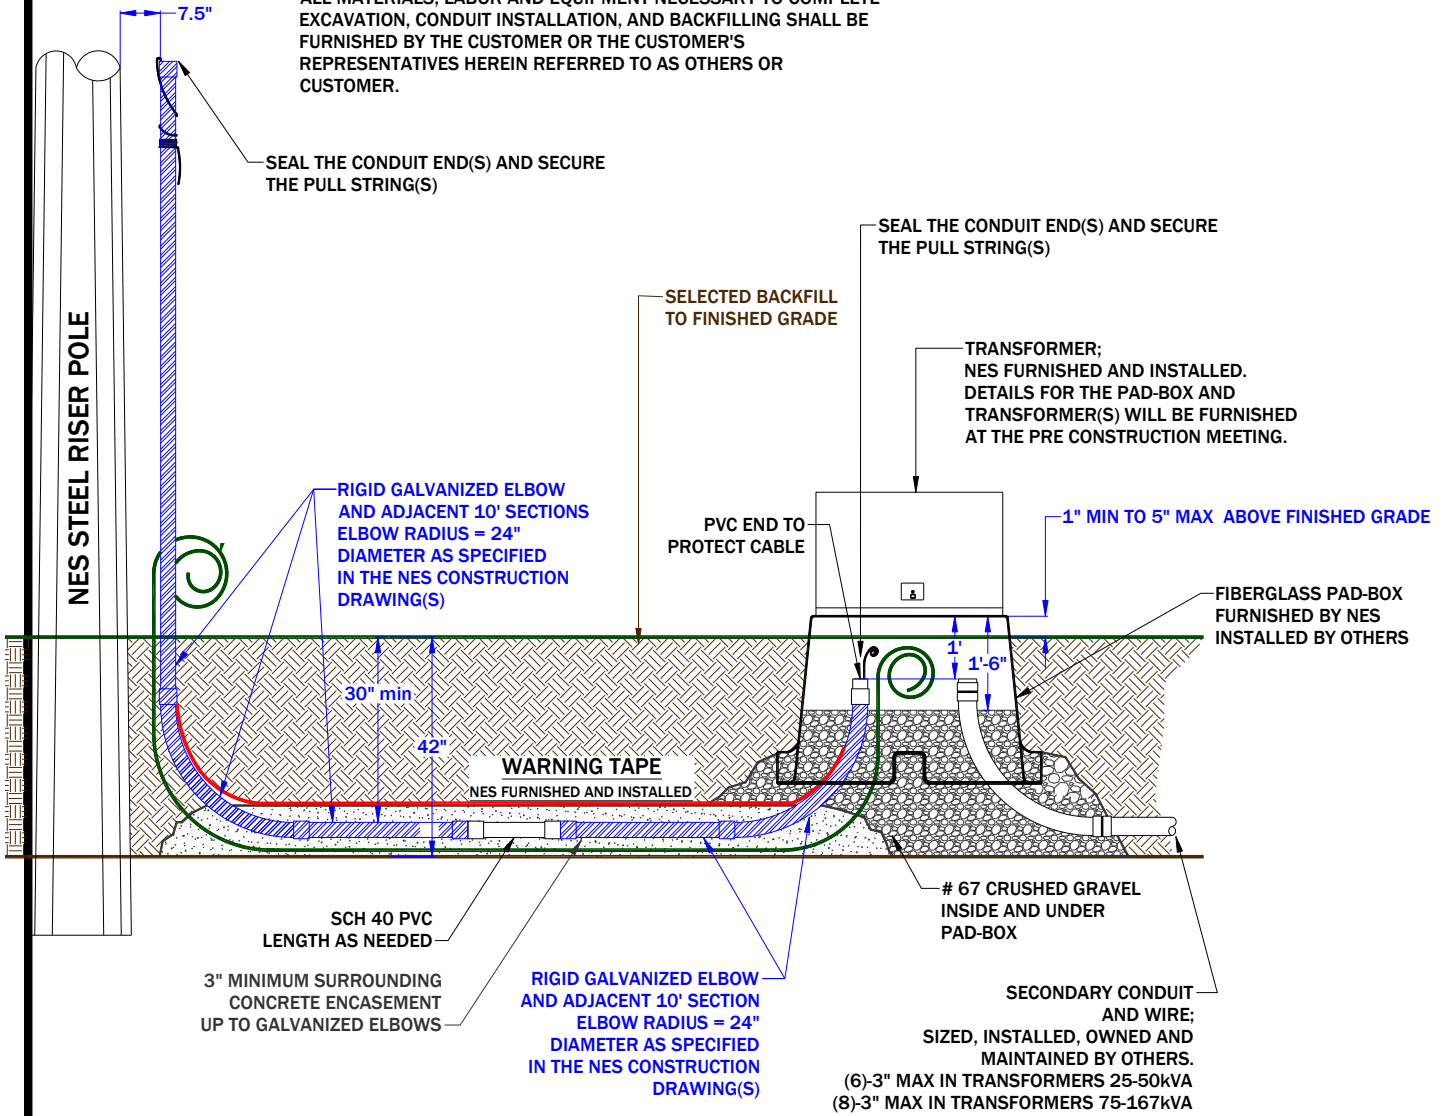 ALL MATERIALS, LABOR AND EQUIPMENT NECESSARY TO COMPLETE
EXCAVATION, CONDUIT INSTALLATION, AND BACKFILLING SHALL BE
FURNISHED BY THE CUSTOMER OR THE CUSTOMER'S
REPRESENTATIVES HEREIN REFERRED TO AS OTHERS OR
CUSTOMER.
7.5"
SEAL THE CONDUIT END(S) AND SECURE
THE PULL STRING(S)
SEAL THE CONDUIT END(S) AND SECURE
THE PULL STRING(S)
SELECTED BACKFILL
TO FINISHED GRADE
TRANSFORMER;
NES FURNISHED AND INSTALLED.
DETAILS FOR THE PAD-BOX AND
TRANSFORMER(S) WILL BE FURNISHED
AT THE PRE CONSTRUCTION MEETING.
NES STEEL RISER POLE
RIGID GALVANIZED ELBOW
AND ADJACENT 10' SECTIONS
ELBOW RADIUS = 24"
DIAMETER AS SPECIFIED
IN THE NES CONSTRUCTION
DRAWING(S)
PVC END TO
PROTECT CABLE
1" MIN TO 5" MAX ABOVE FINISHED GRADE
FIBERGLASS PAD-BOX
FURNISHED BY NES
INSTALLED BY OTHERS
1'
1'-6"
30" min
42"
WARNING TAPE
NES FURNISHED AND INSTALLED
# 67 CRUSHED GRAVEL
INSIDE AND UNDER
PAD-BOX
SCH 40 PVC
LENGTH AS NEEDED
3" MINIMUM SURROUNDING
CONCRETE ENCASEMENT
UP TO GALVANIZED ELBOWS
RIGID GALVANIZED ELBOW
AND ADJACENT 10' SECTION
ELBOW RADIUS = 24"
DIAMETER AS SPECIFIED
IN THE NES CONSTRUCTION
DRAWING(S)
SECONDARY CONDUIT
AND WIRE;
SIZED, INSTALLED, OWNED AND
MAINTAINED BY OTHERS.
(6)-3" MAX IN TRANSFORMERS 25-50kVA
(8)-3" MAX IN TRANSFORMERS 75-167kVA